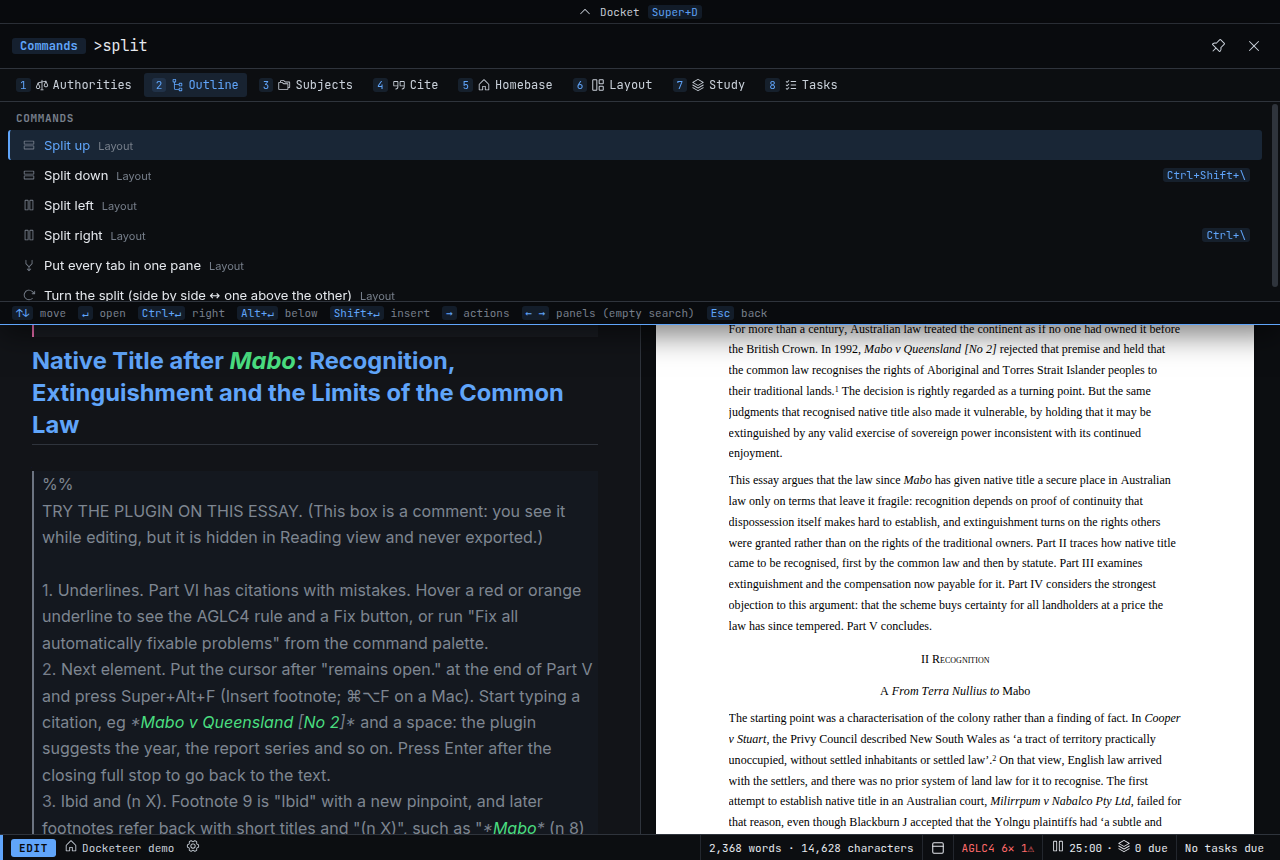 Docket Super+D
Commands >split
1 Authorities 2 Outline 3 Subjects 4 Cite 5 Homebase 6 Layout 7 Study 8 Tasks
COMMANDS
Split up Layout
Split down Layout Ctrl+Shift+\
Split left Layout
Split right Layout Ctrl+\
Put every tab in one pane Layout
Turn the split (side by side ↔ one above the other) Layout
↑↓ move ↵ open Ctrl+↵ right Alt+↵ below Shift+↵ insert → actions ← → panels (empty search) Esc back
Native Title after Mabo: Recognition,
Extinguishment and the Limits of the Common
Law
%%
TRY THE PLUGIN ON THIS ESSAY. (This box is a comment: you see it
while editing, but it is hidden in Reading view and never exported.)
1. Underlines. Part VI has citations with mistakes. Hover a red or orange
underline to see the AGLC4 rule and a Fix button, or run "Fix all
automatically fixable problems" from the command palette.
2. Next element. Put the cursor after "remains open." at the end of Part V
and press Super+Alt+F (Insert footnote; ⌘⌥F on a Mac). Start typing a
citation, eg *Mabo v Queensland [No 2]* and a space: the plugin
suggests the year, the report series and so on. Press Enter after the
closing full stop to go back to the text.
3. Ibid and (n X). Footnote 9 is "Ibid" with a new pinpoint, and later
footnotes refer back with short titles and "(n X)", such as "*Mabo* (n 8)
For more than a century, Australian law treated the continent as if no one had owned it before
the British Crown. In 1992, Mabo v Queensland [No 2] rejected that premise and held that
the common law recognises the rights of Aboriginal and Torres Strait Islander peoples to
their traditional lands.¹ The decision is rightly regarded as a turning point. But the same
judgments that recognised native title also made it vulnerable, by holding that it may be
extinguished by any valid exercise of sovereign power inconsistent with its continued
enjoyment.
This essay argues that the law since Mabo has given native title a secure place in Australian
law only on terms that leave it fragile: recognition depends on proof of continuity that
dispossession itself makes hard to establish, and extinguishment turns on the rights others
were granted rather than on the rights of the traditional owners. Part II traces how native title
came to be recognised, first by the common law and then by statute. Part III examines
extinguishment and the compensation now payable for it. Part IV considers the strongest
objection to this argument: that the scheme buys certainty for all landholders at a price the
law has since tempered. Part V concludes.
II Recognition
A From Terra Nullius to Mabo
The starting point was a characterisation of the colony rather than a finding of fact. In Cooper
v Stuart, the Privy Council described New South Wales as ‘a tract of territory practically
unoccupied, without settled inhabitants or settled law’.² On that view, English law arrived
with the settlers, and there was no prior system of land law for it to recognise. The first
attempt to establish native title in an Australian court, Milirrpum v Nabalco Pty Ltd, failed for
that reason, even though Blackburn J accepted that the Yolngu plaintiffs had ‘a subtle and
EDIT Docketeer demo 2,368 words · 14,628 characters AGLC4 6× 1⚠ 25:00 · 0 due No tasks due